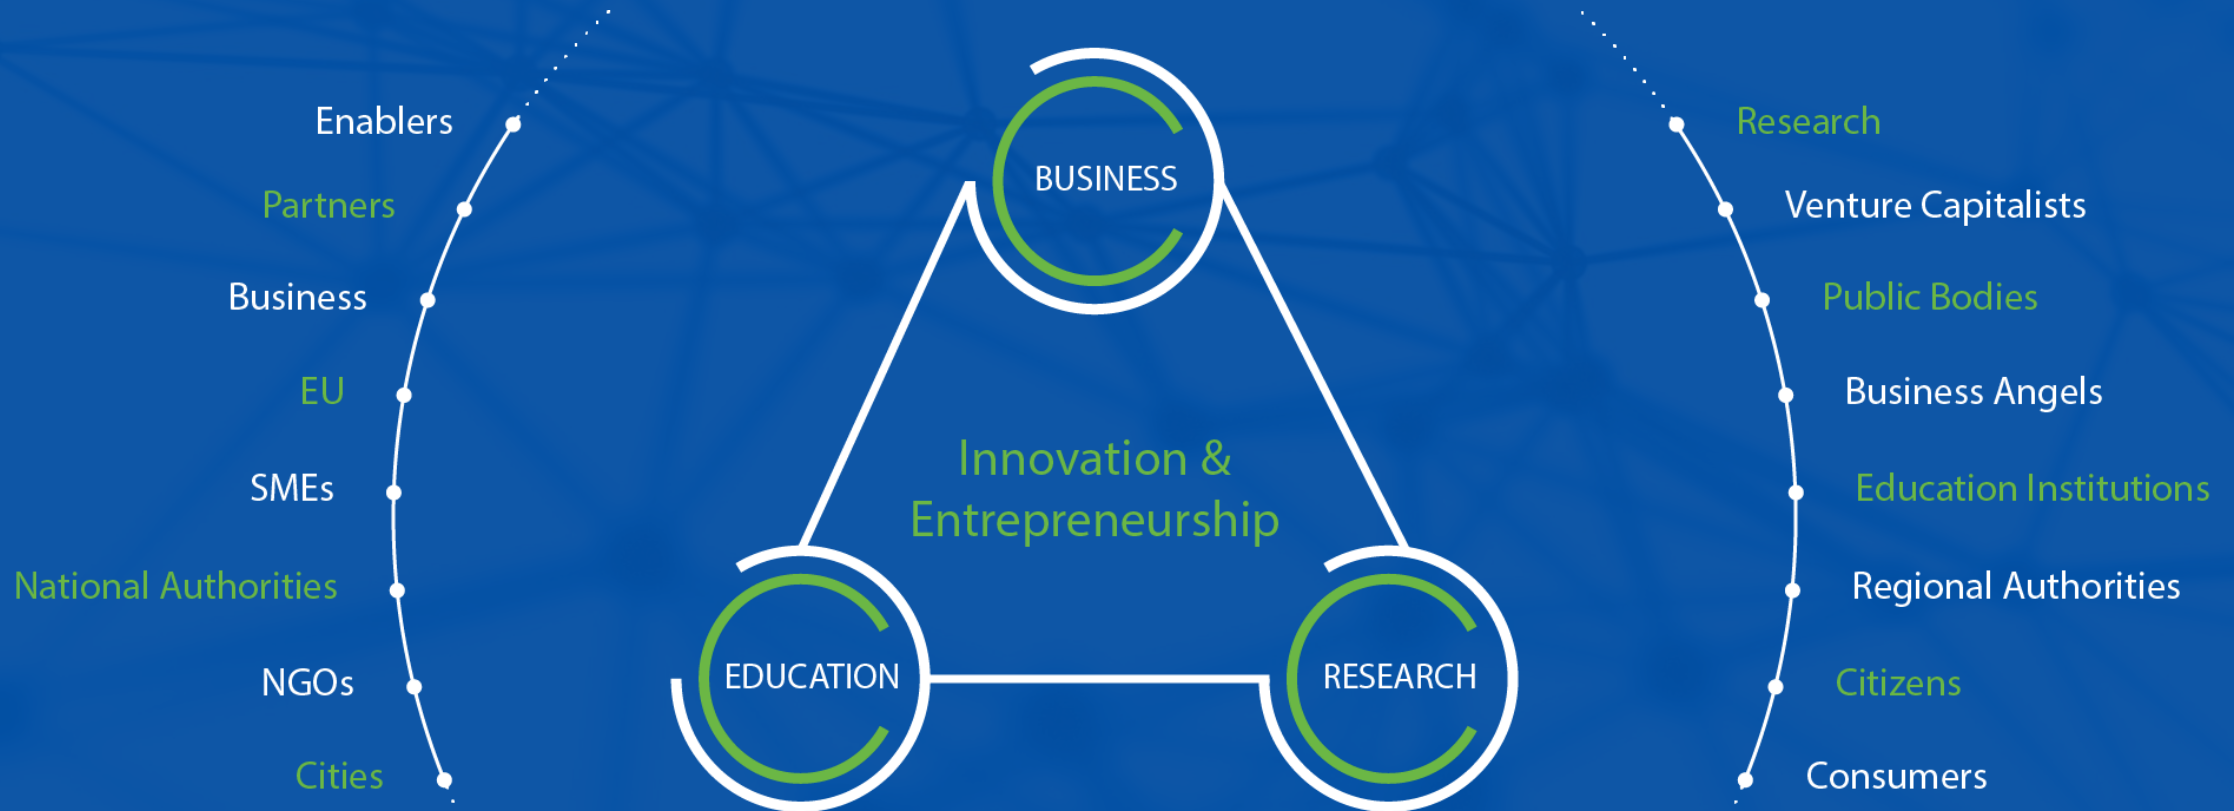 Enablers
Partners
Business
EU
SMEs
National Authorities
NGOs
Cities
BUSINESS
Innovation &
Entrepreneurship
EDUCATION
RESEARCH
Research
Venture Capitalists
Public Bodies
Business Angels
Education Institutions
Regional Authorities
Citizens
Consumers